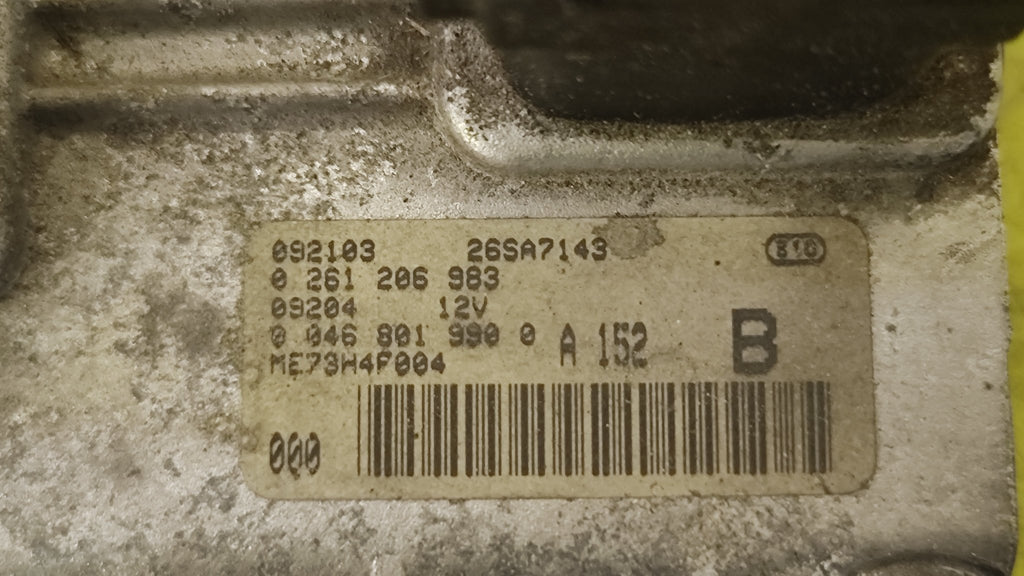 092103 26SA7143
0 261 206 983
09204 12V
0 046 801 990 0 A 152 B
ME73H4F004
000